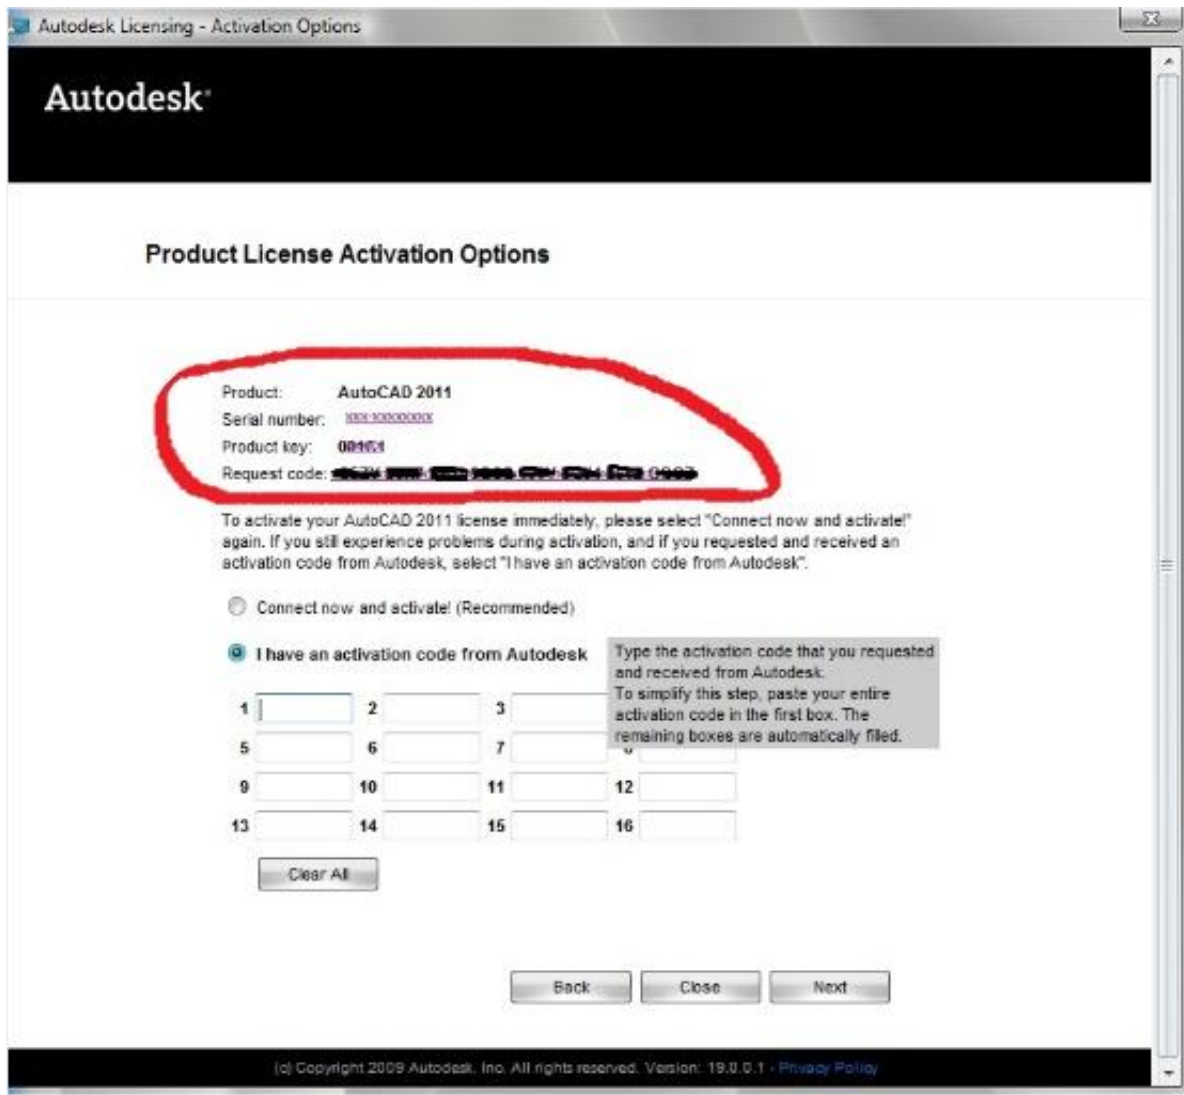 Autodesk Licensing - Activation Options
Autodesk
Product License Activation Options
Product: AutoCAD 2011
Serial number: XXX-XXXXXXXX
Product key:
Request code:
To activate your AutoCAD 2011 license immediately, please select "Connect now and activate!"
again. If you still experience problems during activation, and if you requested and received an
activation code from Autodesk, select "I have an activation code from Autodesk".
Connect now and activate! (Recommended)
I have an activation code from Autodesk
Type the activation code that you requested
and received from Autodesk.
To simplify this step, paste your entire
activation code in the first box. The
remaining boxes are automatically filled.
1 2 3
5 6 7
9 10 11 12
13 14 15 16
Clear All
Back Close Next
(c) Copyright 2009 Autodesk, Inc. All rights reserved. Version: 19.0.0.1 - Privacy Policy